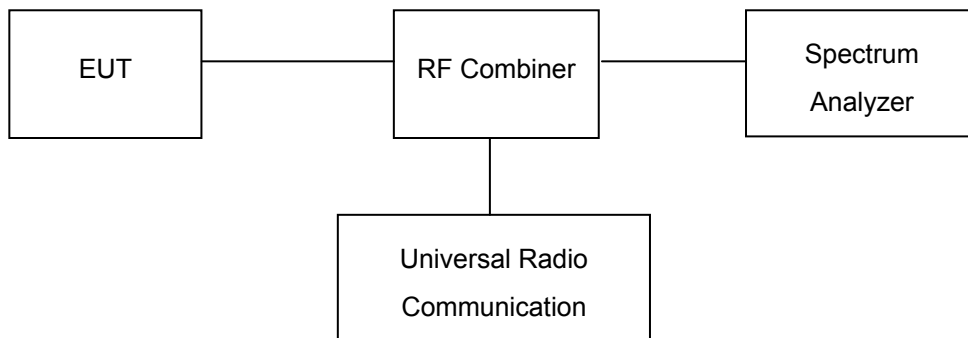 EUT
RF Combiner
Spectrum
Analyzer
Universal Radio
Communication